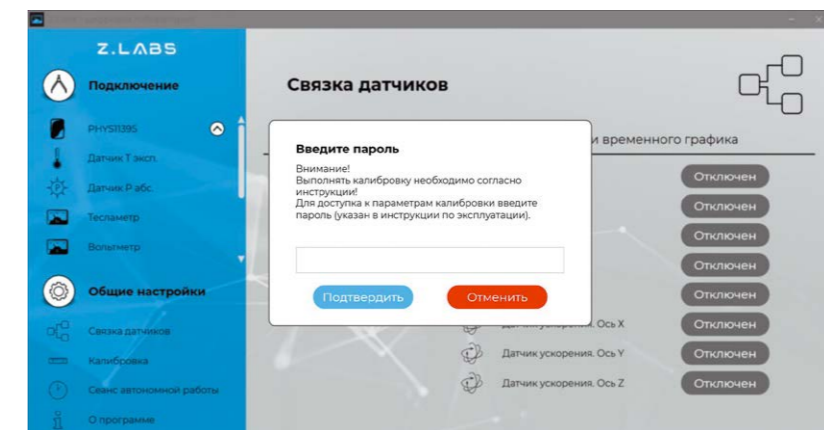 Z.LABS
Подключение
PHYS11395
Датчик T эксп.
Датчик P абс.
Тесламетр
Вольтметр
Общие настройки
Связка датчиков
Калибровка
Сеанс автономной работы
О программе
Связка датчиков
и временного графика
Введите пароль
Внимание!
Выполнять калибровку необходимо согласно
инструкции!
Для доступа к параметрам калибровки введите
пароль (указан в инструкции по эксплуатации).
Подтвердить
Отменить
Отключен
Отключен
Отключен
Отключен
Отключен
Датчик ускорения. Ось X
Отключен
Датчик ускорения. Ось Y
Отключен
Датчик ускорения. Ось Z
Отключен